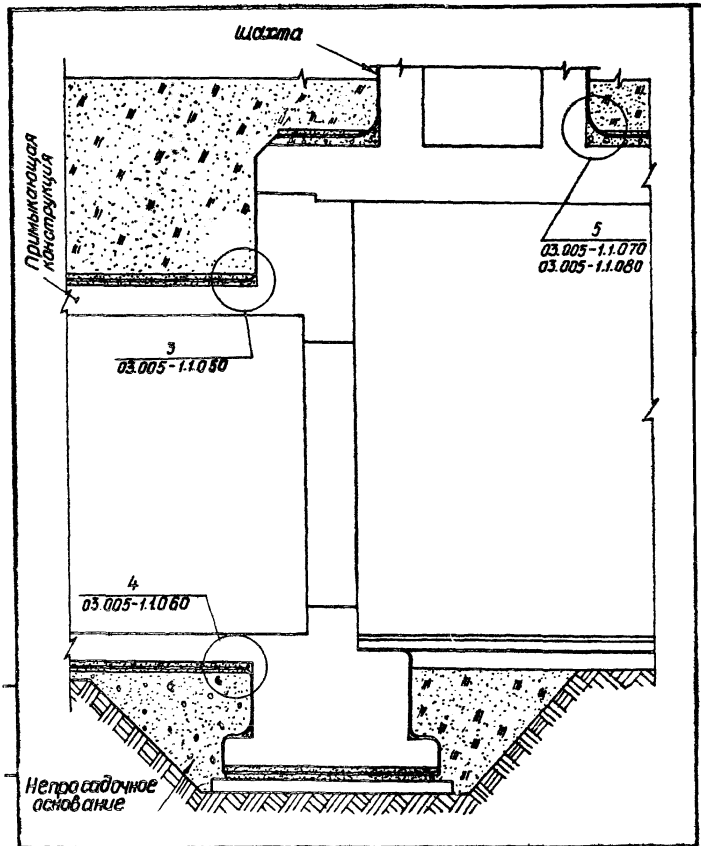 шахта
Примыкающая
конструкция
5
03.005-1.1.070
03.005-1.1.080
3
03.005-1.1.050
4
03.005-1.1.060
Непросадочное
основание